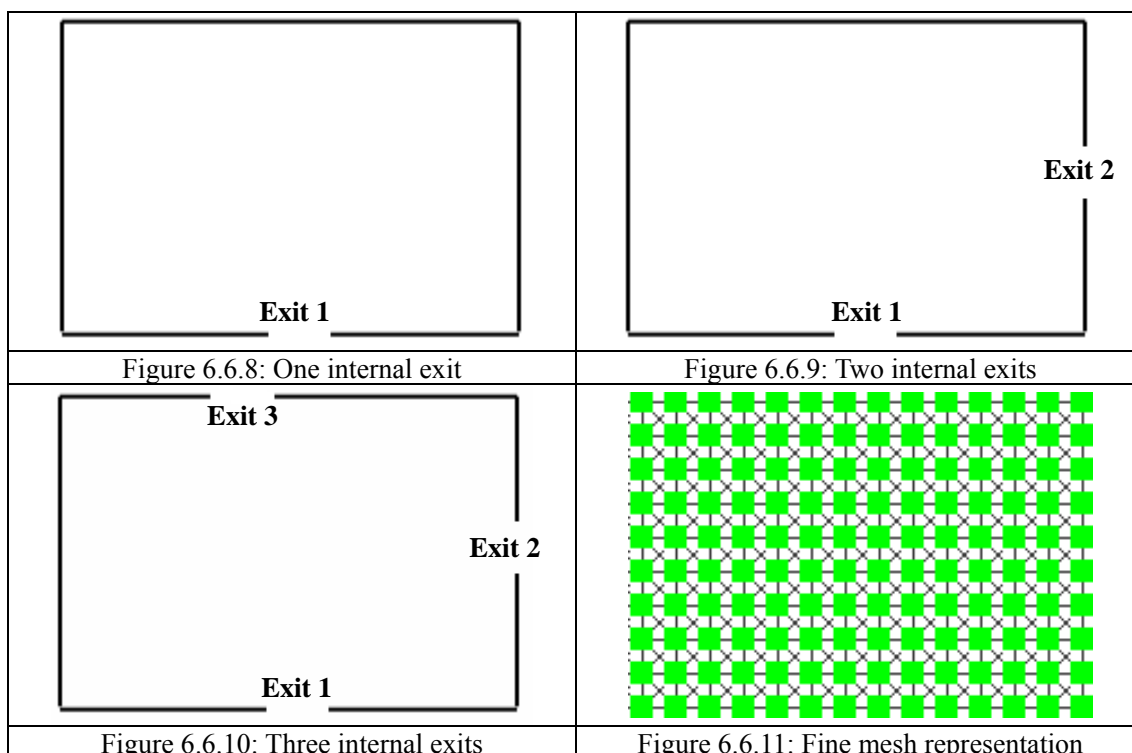 Exit 1
Figure 6.6.8: One internal exit
Exit 2
Exit 1
Figure 6.6.9: Two internal exits
Exit 3
Exit 2
Exit 1
Figure 6.6.10: Three internal exits
Figure 6.6.11: Fine mesh representation